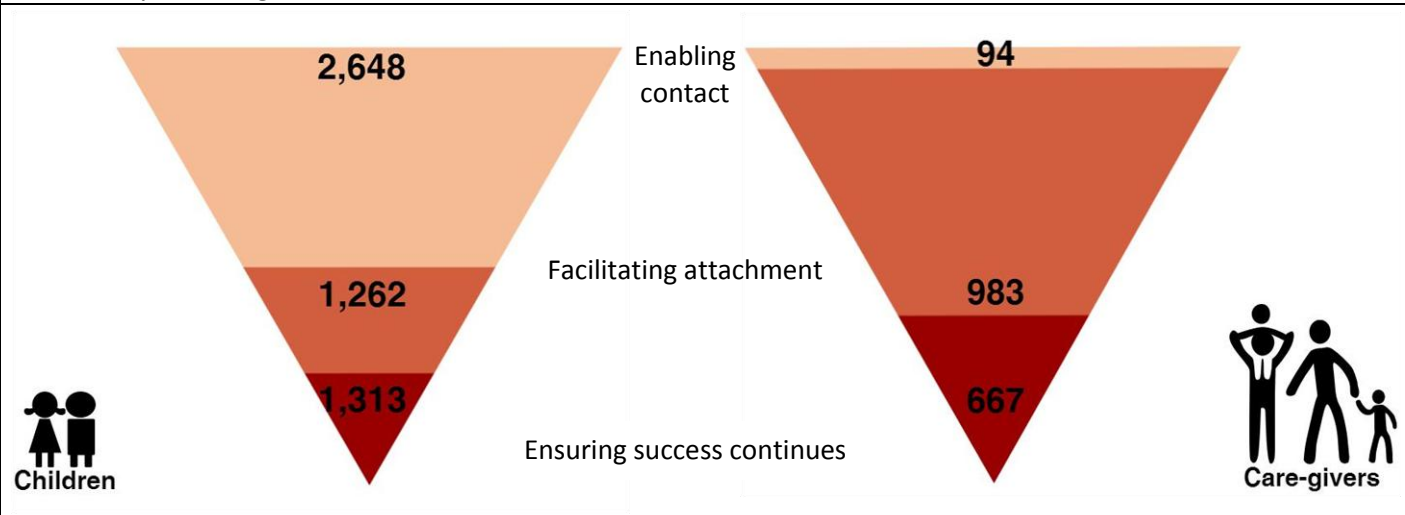 2,648
Enabling
contact
94
Facilitating attachment
1,262
983
1,313
667
Ensuring success continues
Children
Care-givers